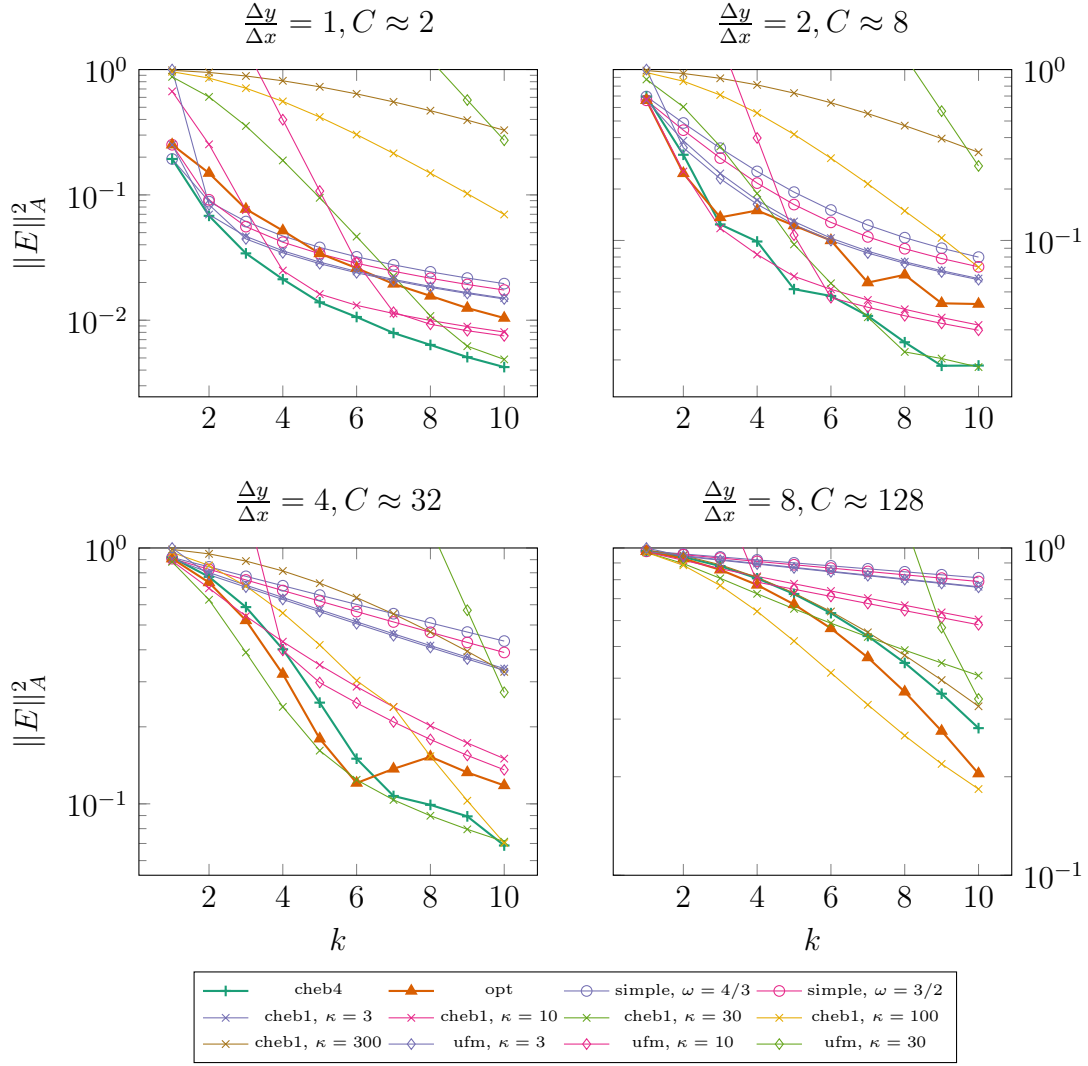 Δy/Δx = 1, C ≈ 2
Δy/Δx = 2, C ≈ 8
10^0
10^−1
10^−2
||E||_A^2
2 4 6 8 10
10^0
10^−1
2 4 6 8 10
Δy/Δx = 4, C ≈ 32
Δy/Δx = 8, C ≈ 128
10^0
10^−1
||E||_A^2
2 4 6 8 10
k
10^0
10^−1
2 4 6 8 10
k
cheb4 opt simple, ω = 4/3 simple, ω = 3/2
cheb1, κ = 3 cheb1, κ = 10 cheb1, κ = 30 cheb1, κ = 100
cheb1, κ = 300 ufm, κ = 3 ufm, κ = 10 ufm, κ = 30